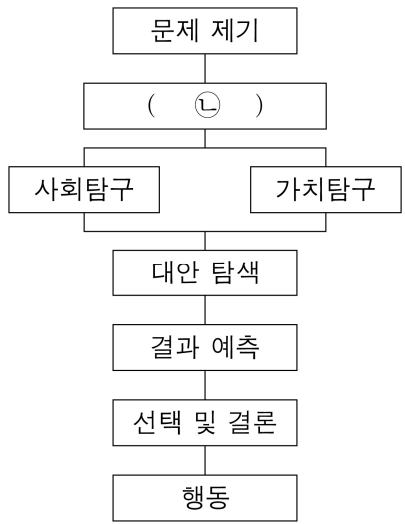 문제 제기
( ㉡ )
사회탐구 가치탐구
대안 탐색
결과 예측
선택 및 결론
행동